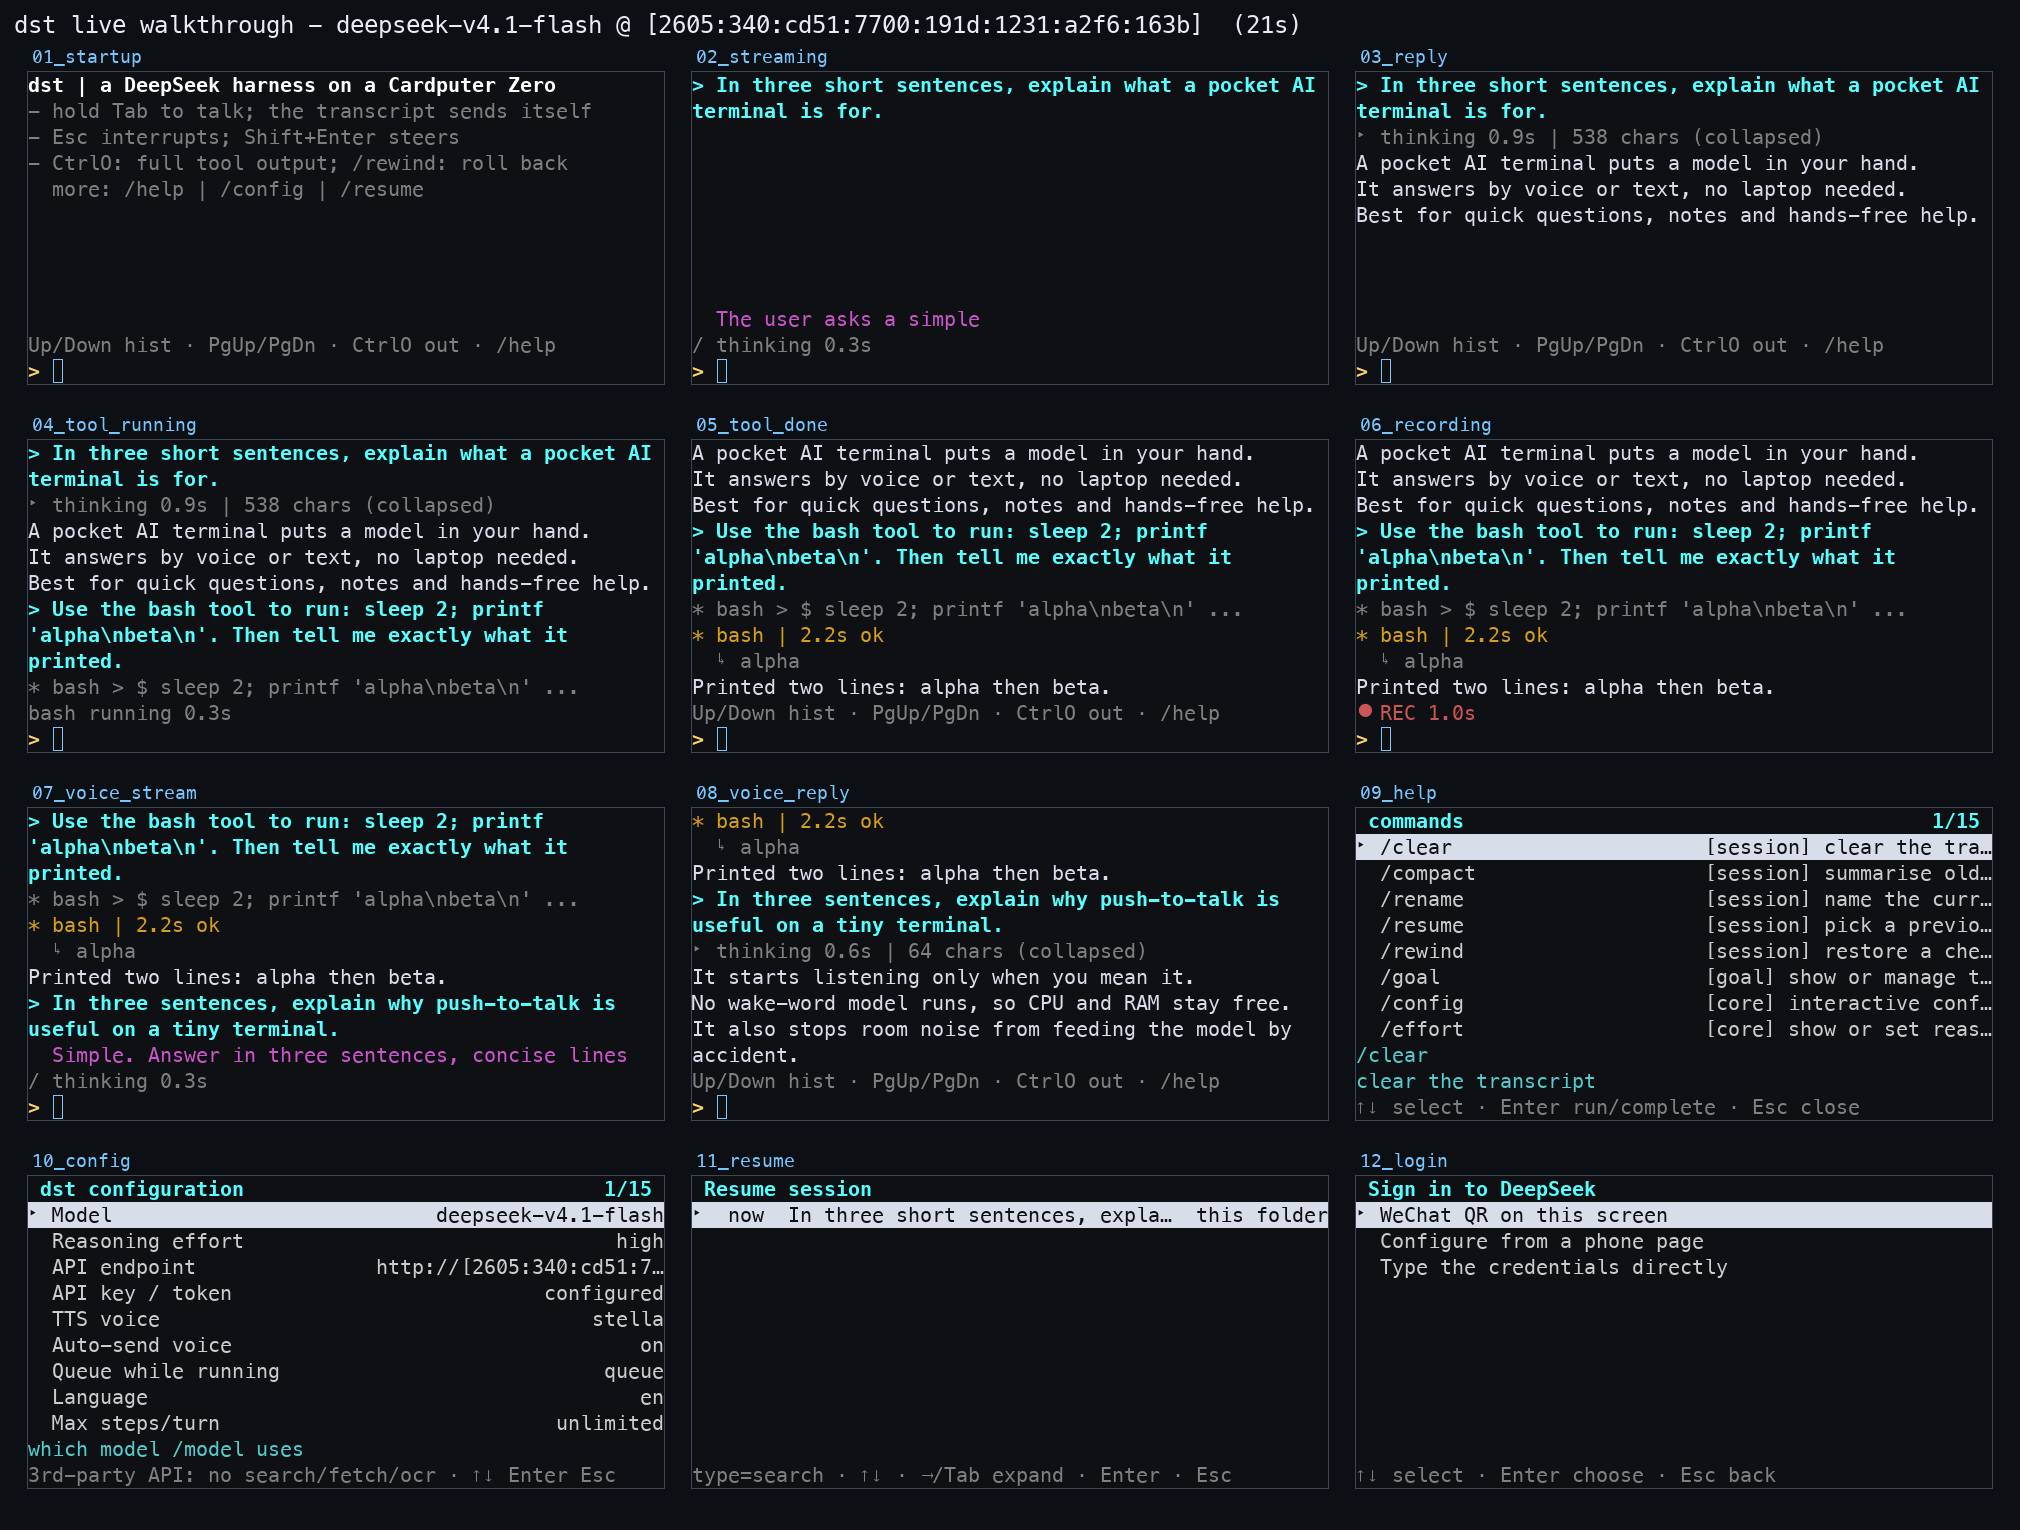 dst live walkthrough — deepseek-v4.1-flash @ [2605:340:cd51:7700:191d:1231:a2f6:163b]  (21s)
01_startup
dst | a DeepSeek harness on a Cardputer Zero
— hold Tab to talk; the transcript sends itself
— Esc interrupts; Shift+Enter steers
— CtrlO: full tool output; /rewind: roll back
more: /help | /config | /resume
Up/Down hist · PgUp/PgDn · CtrlO out · /help
>
02_streaming
> In three short sentences, explain what a pocket AI
terminal is for.
The user asks a simple
/ thinking 0.3s
>
03_reply
> In three short sentences, explain what a pocket AI
terminal is for.
‣ thinking 0.9s | 538 chars (collapsed)
A pocket AI terminal puts a model in your hand.
It answers by voice or text, no laptop needed.
Best for quick questions, notes and hands-free help.
Up/Down hist · PgUp/PgDn · CtrlO out · /help
>
04_tool_running
> In three short sentences, explain what a pocket AI
terminal is for.
‣ thinking 0.9s | 538 chars (collapsed)
A pocket AI terminal puts a model in your hand.
It answers by voice or text, no laptop needed.
Best for quick questions, notes and hands-free help.
> Use the bash tool to run: sleep 2; printf
'alpha\nbeta\n'. Then tell me exactly what it
printed.
* bash > $ sleep 2; printf 'alpha\nbeta\n' ...
bash running 0.3s
>
05_tool_done
A pocket AI terminal puts a model in your hand.
It answers by voice or text, no laptop needed.
Best for quick questions, notes and hands-free help.
> Use the bash tool to run: sleep 2; printf
'alpha\nbeta\n'. Then tell me exactly what it
printed.
* bash > $ sleep 2; printf 'alpha\nbeta\n' ...
* bash | 2.2s ok
↳ alpha
Printed two lines: alpha then beta.
Up/Down hist · PgUp/PgDn · CtrlO out · /help
>
06_recording
A pocket AI terminal puts a model in your hand.
It answers by voice or text, no laptop needed.
Best for quick questions, notes and hands-free help.
> Use the bash tool to run: sleep 2; printf
'alpha\nbeta\n'. Then tell me exactly what it
printed.
* bash > $ sleep 2; printf 'alpha\nbeta\n' ...
* bash | 2.2s ok
↳ alpha
Printed two lines: alpha then beta.
● REC 1.0s
>
07_voice_stream
> Use the bash tool to run: sleep 2; printf
'alpha\nbeta\n'. Then tell me exactly what it
printed.
* bash > $ sleep 2; printf 'alpha\nbeta\n' ...
* bash | 2.2s ok
↳ alpha
Printed two lines: alpha then beta.
> In three sentences, explain why push-to-talk is
useful on a tiny terminal.
Simple. Answer in three sentences, concise lines
/ thinking 0.3s
>
08_voice_reply
* bash | 2.2s ok
↳ alpha
Printed two lines: alpha then beta.
> In three sentences, explain why push-to-talk is
useful on a tiny terminal.
‣ thinking 0.6s | 64 chars (collapsed)
It starts listening only when you mean it.
No wake-word model runs, so CPU and RAM stay free.
It also stops room noise from feeding the model by
accident.
Up/Down hist · PgUp/PgDn · CtrlO out · /help
>
09_help
commands 1/15
‣ /clear [session] clear the tra…
/compact [session] summarise old…
/rename [session] name the curr…
/resume [session] pick a previo…
/rewind [session] restore a che…
/goal [goal] show or manage t…
/config [core] interactive conf…
/effort [core] show or set reas…
/clear
clear the transcript
↑↓ select · Enter run/complete · Esc close
10_config
dst configuration 1/15
‣ Model deepseek-v4.1-flash
Reasoning effort high
API endpoint http://[2605:340:cd51:7…
API key / token configured
TTS voice stella
Auto-send voice on
Queue while running queue
Language en
Max steps/turn unlimited
which model /model uses
3rd-party API: no search/fetch/ocr · ↑↓ Enter Esc
11_resume
Resume session
‣ now In three short sentences, expla… this folder
type=search · ↑↓ · →/Tab expand · Enter · Esc
12_login
Sign in to DeepSeek
‣ WeChat QR on this screen
Configure from a phone page
Type the credentials directly
↑↓ select · Enter choose · Esc back